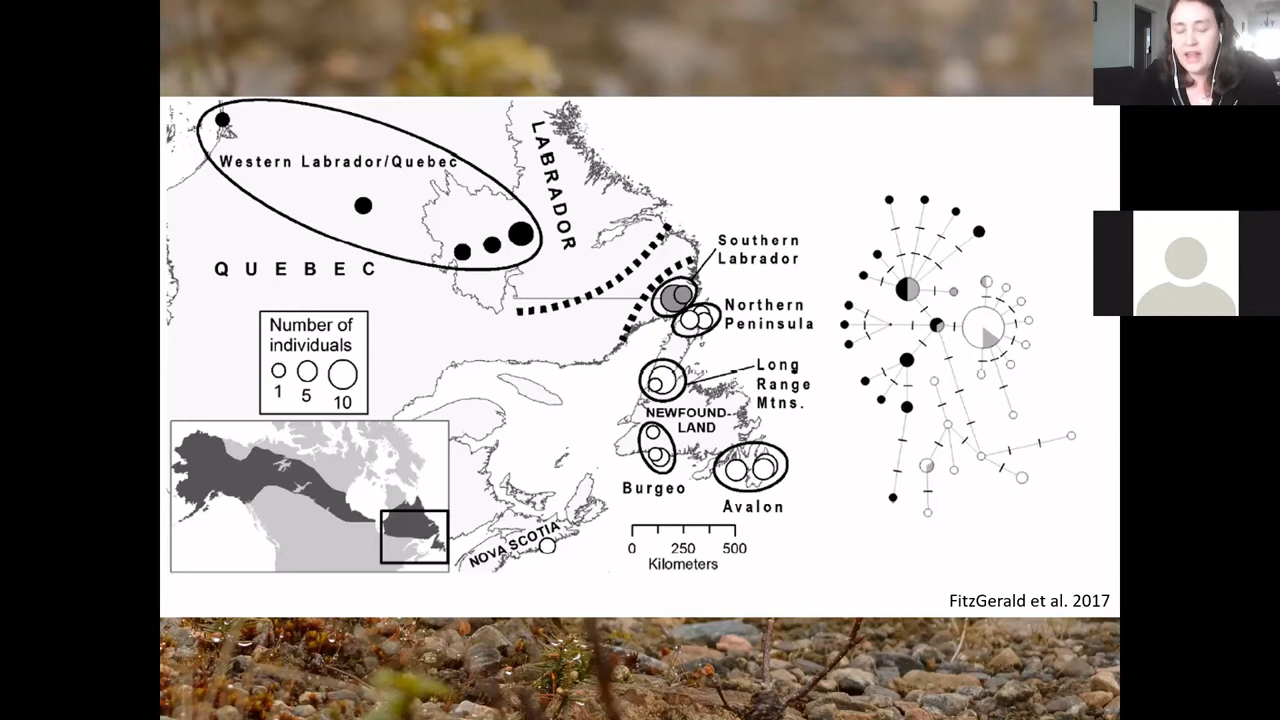 Western Labrador/Quebec
LABRADOR
QUEBEC
Southern
Labrador
Northern
Peninsula
Long
Range
Mtns.
NEWFOUND-
LAND
Burgeo
Avalon
NOVA SCOTIA
Number of
individuals
1 5 10
0 250 500
Kilometers
FitzGerald et al. 2017